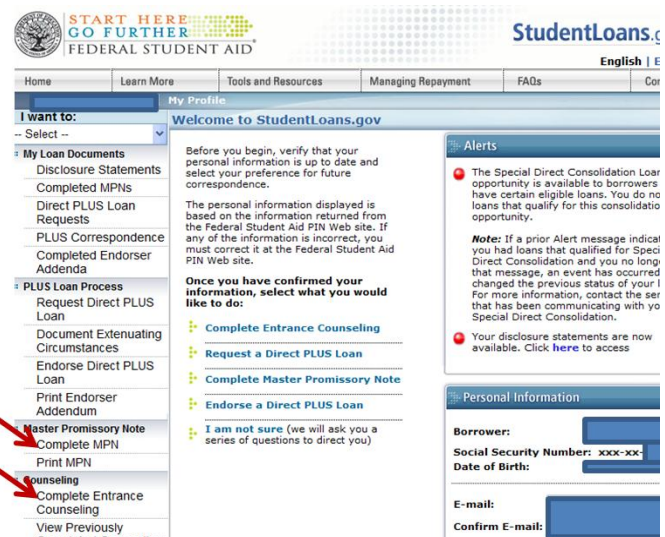 START HERE
GO FURTHER
FEDERAL STUDENT AID
StudentLoans.g
English | E
Home Learn More Tools and Resources Managing Repayment FAQs Con
My Profile
I want to:
-- Select --
My Loan Documents
Disclosure Statements
Completed MPNs
Direct PLUS Loan
Requests
PLUS Correspondence
Completed Endorser
Addenda
PLUS Loan Process
Request Direct PLUS
Loan
Document Extenuating
Circumstances
Endorse Direct PLUS
Loan
Print Endorser
Addendum
Master Promissory Note
Complete MPN
Print MPN
Counseling
Complete Entrance
Counseling
View Previously
Welcome to StudentLoans.gov
Before you begin, verify that your
personal information is up to date and
select your preference for future
correspondence.
The personal information displayed is
based on the information returned from
the Federal Student Aid PIN Web site. If
any of the information is incorrect, you
must correct it at the Federal Student Aid
PIN Web site.
Once you have confirmed your
information, select what you would
like to do:
Complete Entrance Counseling
Request a Direct PLUS Loan
Complete Master Promissory Note
Endorse a Direct PLUS Loan
I am not sure (we will ask you a
series of questions to direct you)
Alerts
The Special Direct Consolidation Loan
opportunity is available to borrowers
have certain eligible loans. You do no
loans that qualify for this consolidatio
opportunity.
Note: If a prior Alert message indicat
you had loans that qualified for Speci
Direct Consolidation and you no longe
that message, an event has occurred
changed the previous status of your l
For more information, contact the ser
that has been communicating with yo
Special Direct Consolidation.
Your disclosure statements are now
available. Click here to access
Personal Information
Borrower:
Social Security Number: xxx-xx-
Date of Birth:
E-mail:
Confirm E-mail: